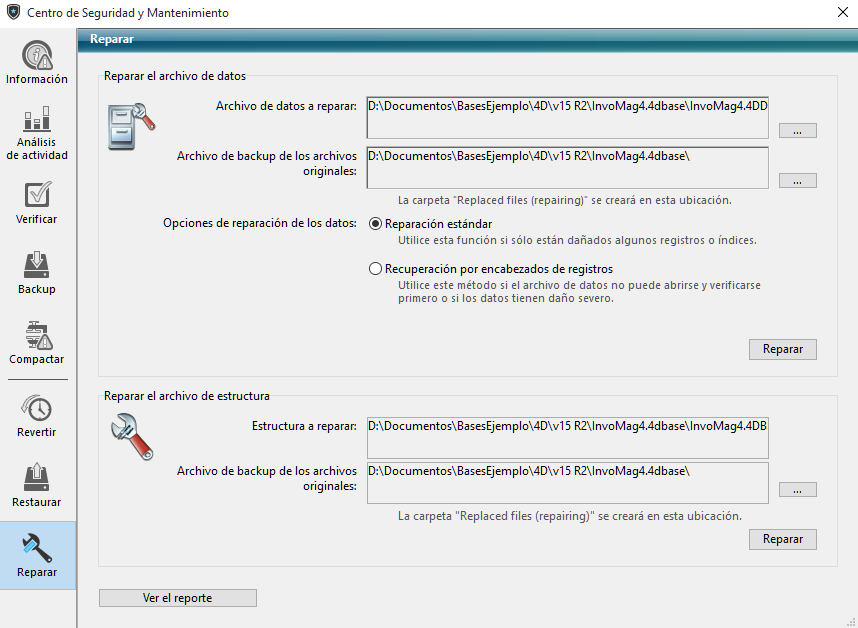 Centro de Seguridad y Mantenimiento
Información
Análisis
de actividad
Verificar
Backup
Compactar
Revertir
Restaurar
Reparar
Reparar
Reparar el archivo de datos
Archivo de datos a reparar:
D:\Documentos\BasesEjemplo\4D\v15 R2\InvoMag4.4dbase\InvoMag4.4DD
...
Archivo de backup de los archivos
originales:
D:\Documentos\BasesEjemplo\4D\v15 R2\InvoMag4.4dbase\
...
La carpeta "Replaced files (repairing)" se creará en esta ubicación.
Opciones de reparación de los datos:
Reparación estándar
Utilice esta función si sólo están dañados algunos registros o índices.
Recuperación por encabezados de registros
Utilice este método si el archivo de datos no puede abrirse y verificarse
primero o si los datos tienen daño severo.
Reparar
Reparar el archivo de estructura
Estructura a reparar:
D:\Documentos\BasesEjemplo\4D\v15 R2\InvoMag4.4dbase\InvoMag4.4DB
Archivo de backup de los archivos
originales:
D:\Documentos\BasesEjemplo\4D\v15 R2\InvoMag4.4dbase\
...
La carpeta "Replaced files (repairing)" se creará en esta ubicación.
Reparar
Ver el reporte